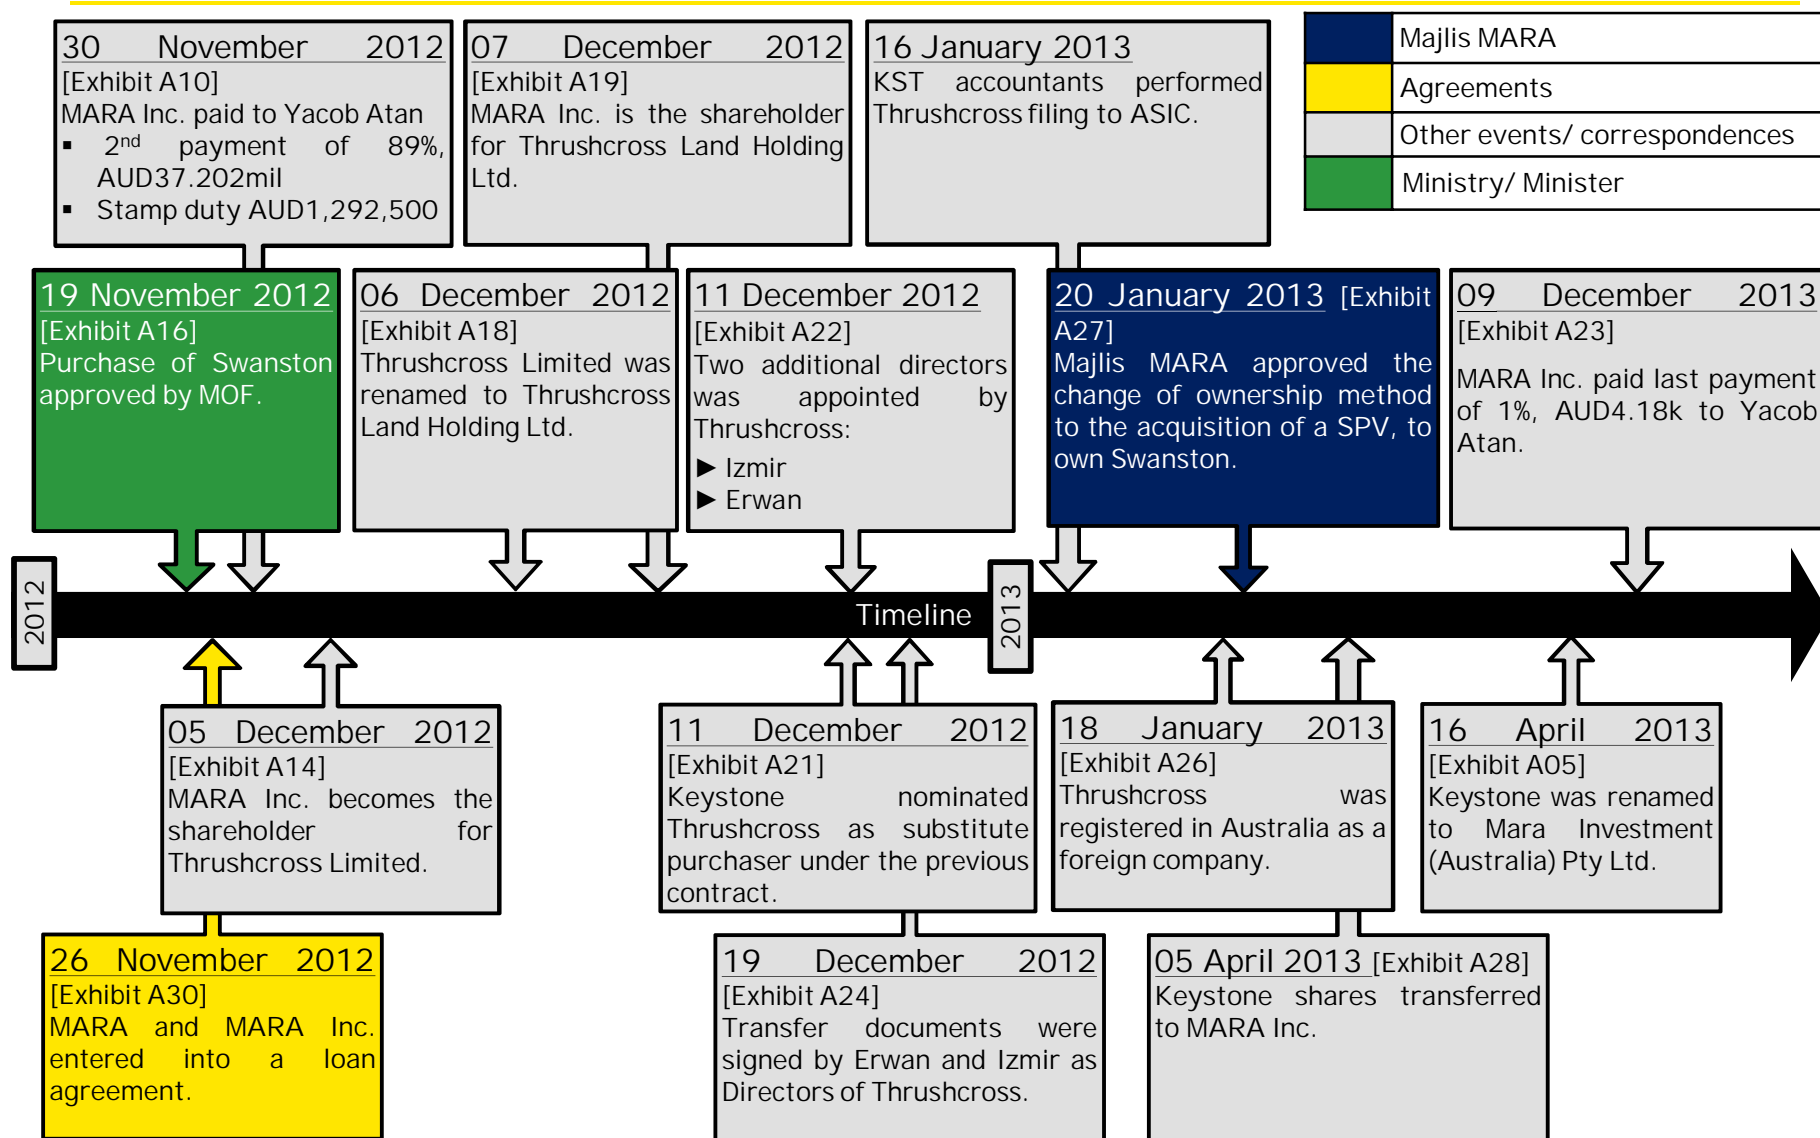 30 November 2012
[Exhibit A10]
MARA Inc. paid to Yacob Atan
▪ 2nd payment of 89%,
AUD37.202mil
▪ Stamp duty AUD1,292,500
07 December 2012
[Exhibit A19]
MARA Inc. is the shareholder
for Thrushcross Land Holding
Ltd.
16 January 2013
KST accountants performed
Thrushcross filing to ASIC.
Majlis MARA
Agreements
Other events/ correspondences
Ministry/ Minister
19 November 2012
[Exhibit A16]
Purchase of Swanston
approved by MOF.
06 December 2012
[Exhibit A18]
Thrushcross Limited was
renamed to Thrushcross
Land Holding Ltd.
11 December 2012
[Exhibit A22]
Two additional directors
was appointed by
Thrushcross:
► Izmir
► Erwan
20 January 2013 [Exhibit
A27]
Majlis MARA approved the
change of ownership method
to the acquisition of a SPV, to
own Swanston.
09 December 2013
[Exhibit A23]
MARA Inc. paid last payment
of 1%, AUD4.18k to Yacob
Atan.
2012
Timeline
2013
05 December 2012
[Exhibit A14]
MARA Inc. becomes the
shareholder for
Thrushcross Limited.
11 December 2012
[Exhibit A21]
Keystone nominated
Thrushcross as substitute
purchaser under the previous
contract.
18 January 2013
[Exhibit A26]
Thrushcross was
registered in Australia as a
foreign company.
16 April 2013
[Exhibit A05]
Keystone was renamed
to Mara Investment
(Australia) Pty Ltd.
26 November 2012
[Exhibit A30]
MARA and MARA Inc.
entered into a loan
agreement.
19 December 2012
[Exhibit A24]
Transfer documents were
signed by Erwan and Izmir as
Directors of Thrushcross.
05 April 2013 [Exhibit A28]
Keystone shares transferred
to MARA Inc.